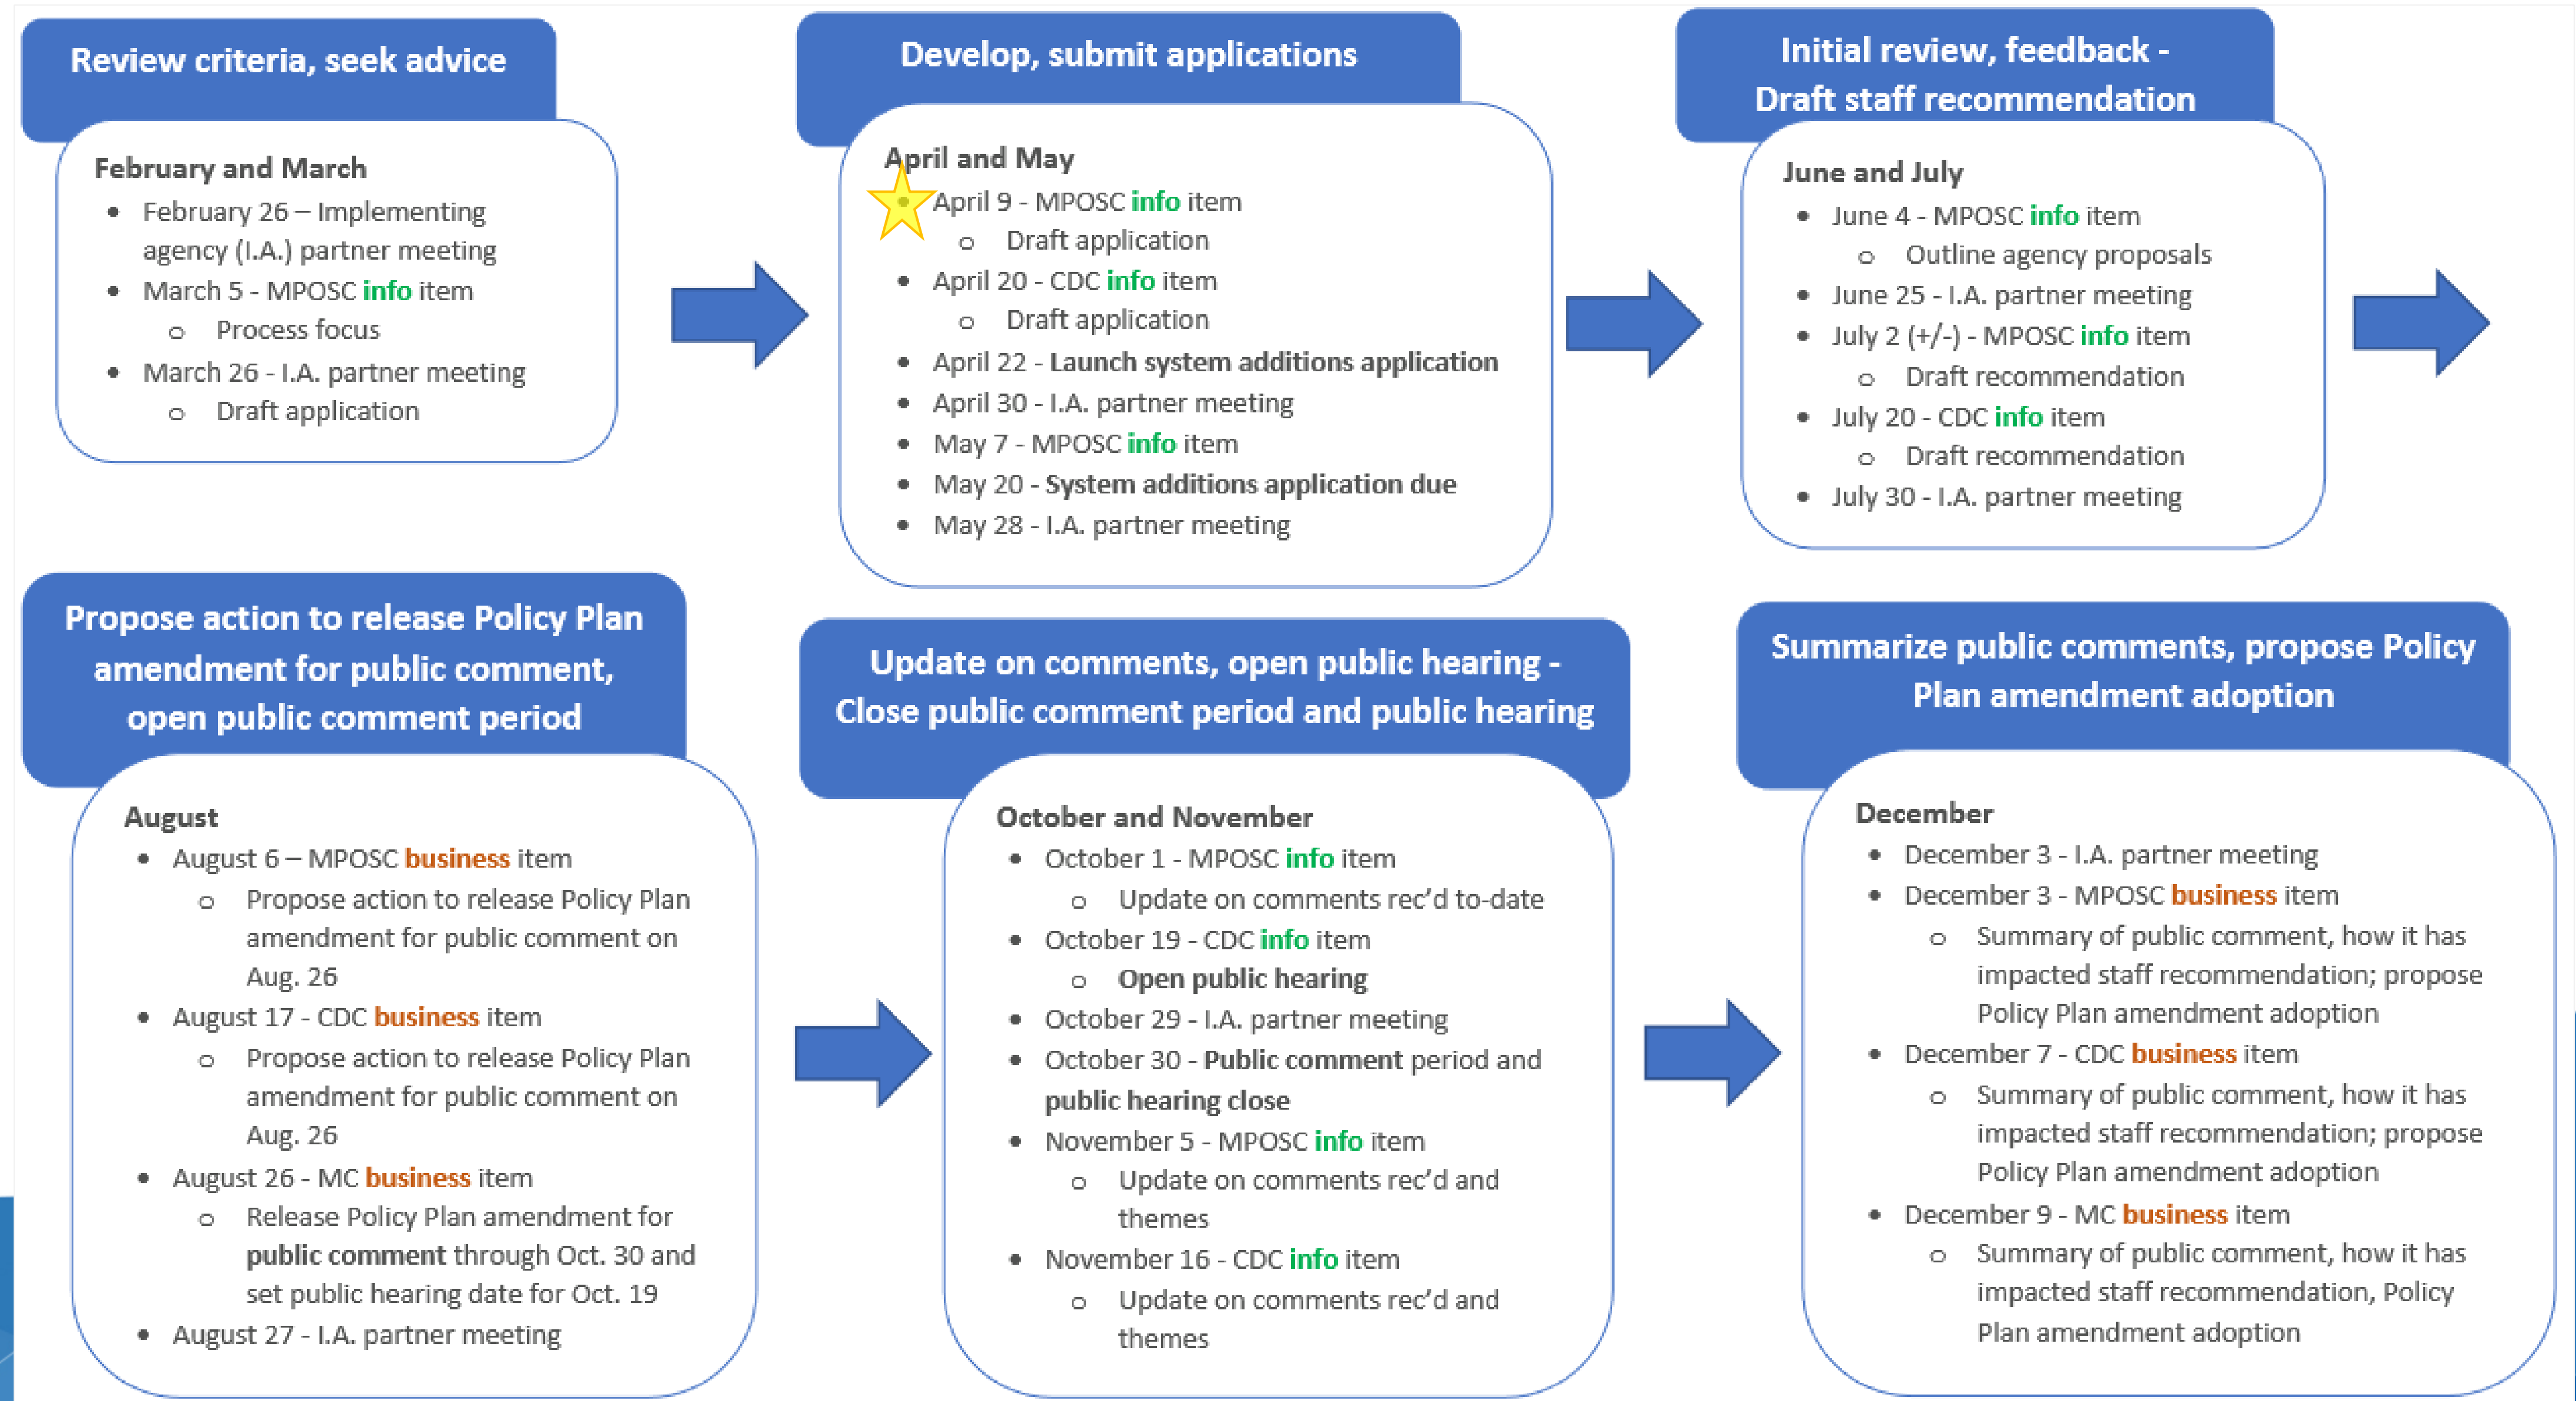 Review criteria, seek advice
February and March
• February 26 – Implementing
agency (I.A.) partner meeting
• March 5 - MPOSC info item
o Process focus
• March 26 - I.A. partner meeting
o Draft application
Develop, submit applications
April and May
• April 9 - MPOSC info item
o Draft application
• April 20 - CDC info item
o Draft application
• April 22 - Launch system additions application
• April 30 - I.A. partner meeting
• May 7 - MPOSC info item
• May 20 - System additions application due
• May 28 - I.A. partner meeting
Initial review, feedback -
Draft staff recommendation
June and July
• June 4 - MPOSC info item
o Outline agency proposals
• June 25 - I.A. partner meeting
• July 2 (+/-) - MPOSC info item
o Draft recommendation
• July 20 - CDC info item
o Draft recommendation
• July 30 - I.A. partner meeting
Propose action to release Policy Plan
amendment for public comment,
open public comment period
August
• August 6 – MPOSC business item
o Propose action to release Policy Plan
amendment for public comment on
Aug. 26
• August 17 - CDC business item
o Propose action to release Policy Plan
amendment for public comment on
Aug. 26
• August 26 - MC business item
o Release Policy Plan amendment for
public comment through Oct. 30 and
set public hearing date for Oct. 19
• August 27 - I.A. partner meeting
Update on comments, open public hearing -
Close public comment period and public hearing
October and November
• October 1 - MPOSC info item
o Update on comments rec’d to-date
• October 19 - CDC info item
o Open public hearing
• October 29 - I.A. partner meeting
• October 30 - Public comment period and
public hearing close
• November 5 - MPOSC info item
o Update on comments rec’d and
themes
• November 16 - CDC info item
o Update on comments rec’d and
themes
Summarize public comments, propose Policy
Plan amendment adoption
December
• December 3 - I.A. partner meeting
• December 3 - MPOSC business item
o Summary of public comment, how it has
impacted staff recommendation; propose
Policy Plan amendment adoption
• December 7 - CDC business item
o Summary of public comment, how it has
impacted staff recommendation; propose
Policy Plan amendment adoption
• December 9 - MC business item
o Summary of public comment, how it has
impacted staff recommendation, Policy
Plan amendment adoption